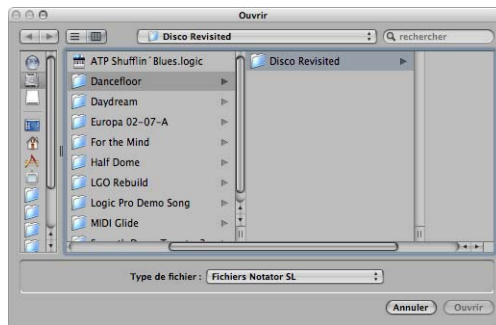 Ouvrir
Disco Revisited
rechercher
ATP Shufflin´Blues.logic
Dancefloor
Daydream
Europa 02-07-A
For the Mind
Half Dome
LGO Rebuild
Logic Pro Demo Song
MIDI Glide
Disco Revisited
Type de fichier : Fichiers Notator SL
Annuler
Ouvrir